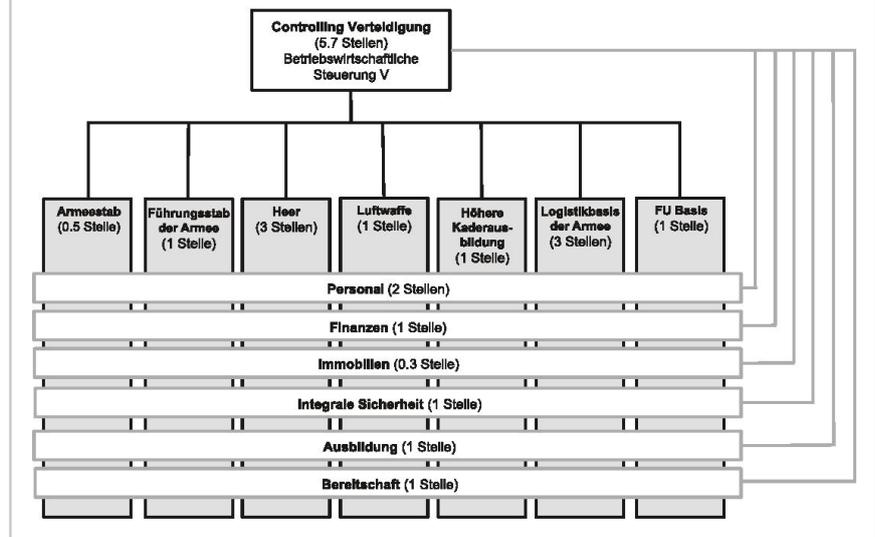 Controlling Verteidigung
(5.7 Stellen)
Betriebswirtschaftliche
Steuerung V
Armeestab
(0.5 Stelle)
Führungsstab
der Armee
(1 Stelle)
Heer
(3 Stellen)
Luftwaffe
(1 Stelle)
Höhere
Kaderaus-
bildung
(1 Stelle)
Logistikbasis
der Armee
(3 Stellen)
FU Basis
(1 Stelle)
Personal (2 Stellen)
Finanzen (1 Stelle)
Immobilien (0.3 Stelle)
Integrale Sicherheit (1 Stelle)
Ausbildung (1 Stelle)
Bereitschaft (1 Stelle)